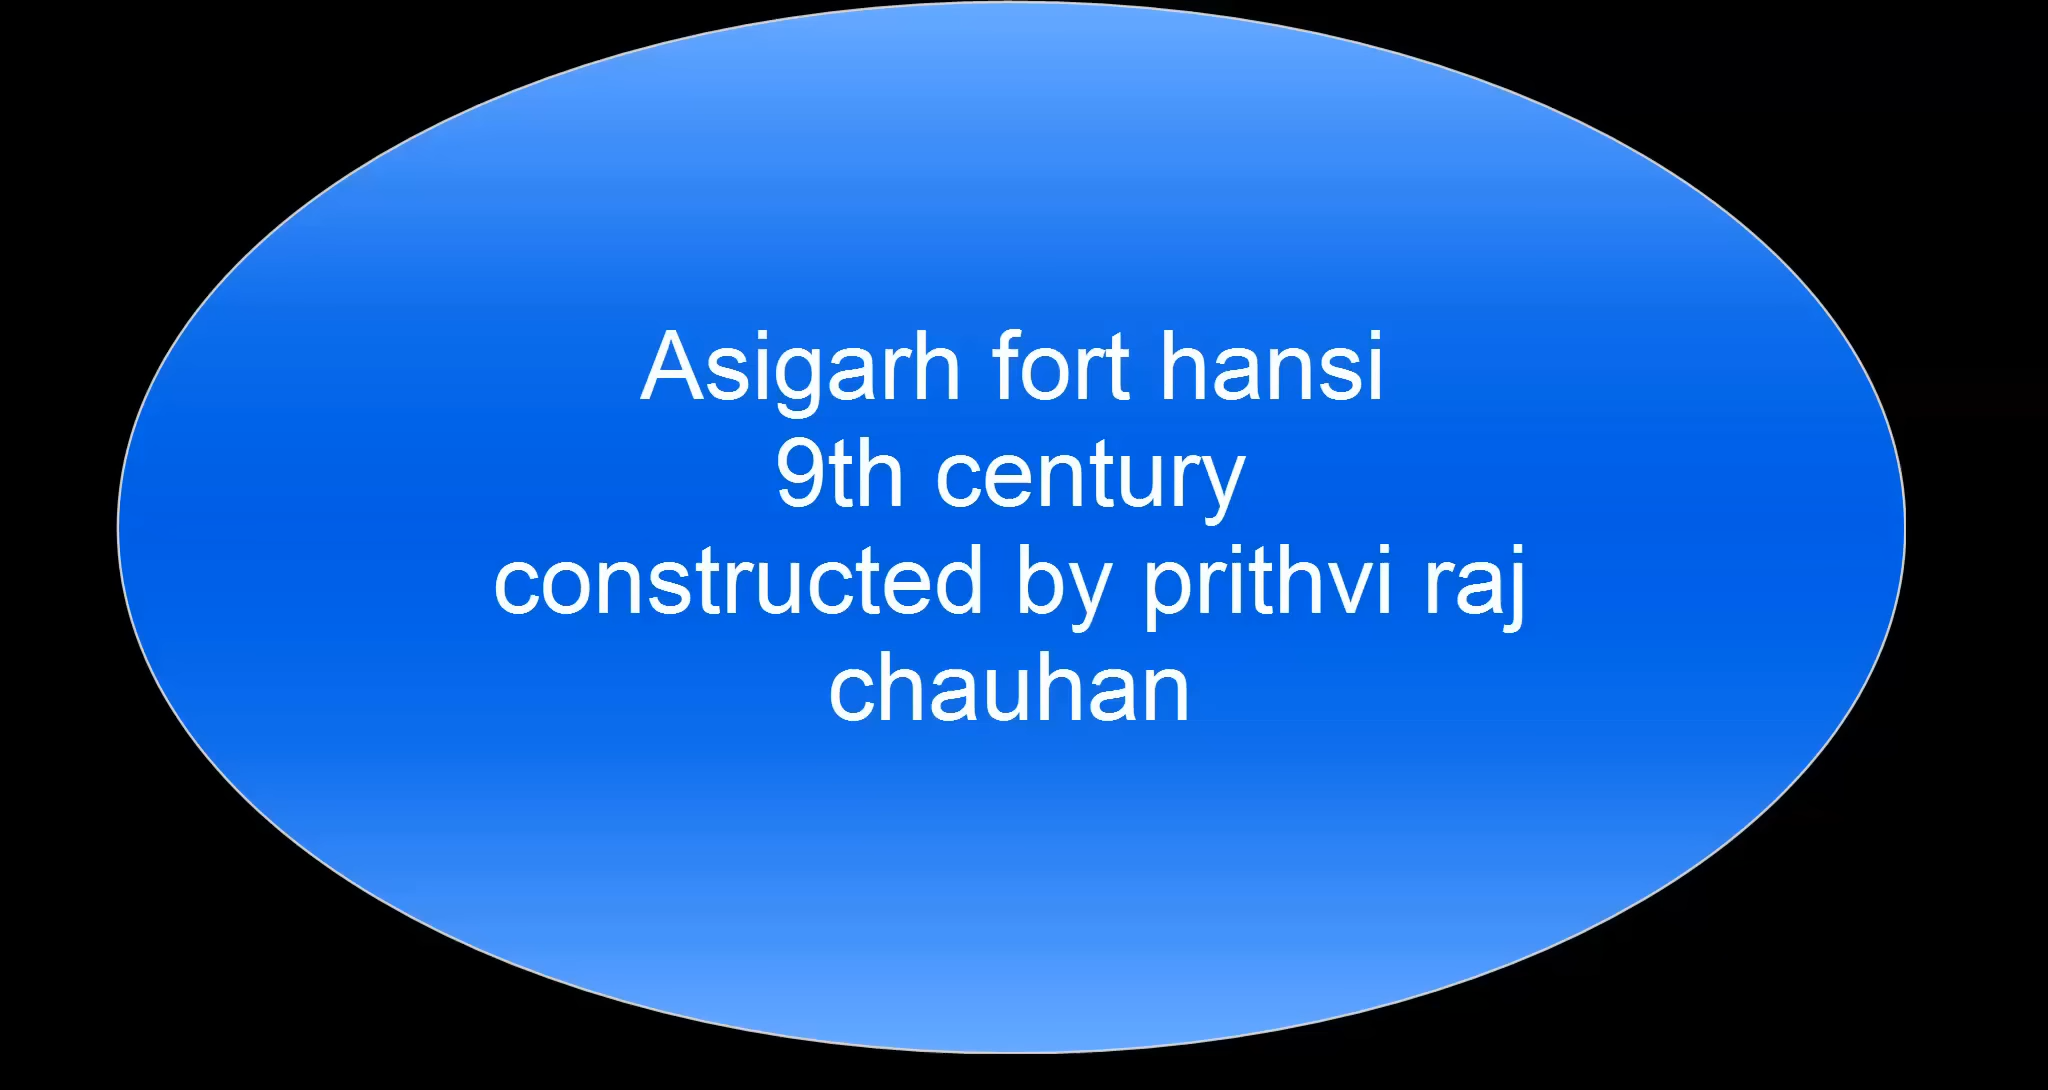 Asigarh fort hansi
9th century
constructed by prithvi raj
chauhan